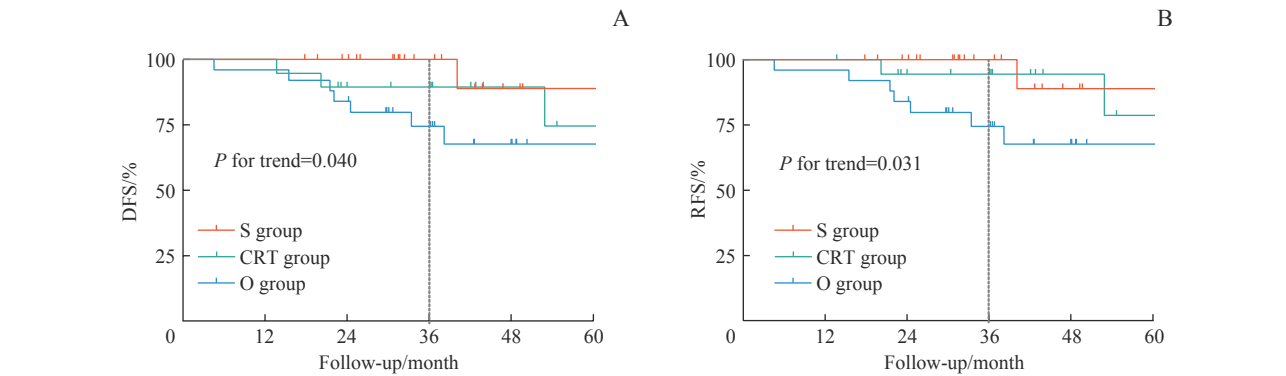 A
100
75
50
25
0
12
24
36
48
60
DFS/%
P for trend=0.040
S group
CRT group
O group
Follow-up/month
B
100
75
50
25
0
12
24
36
48
60
RFS/%
P for trend=0.031
S group
CRT group
O group
Follow-up/month